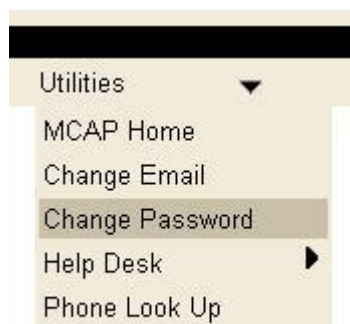 Utilities
MCAP Home
Change Email
Change Password
Help Desk
Phone Look Up